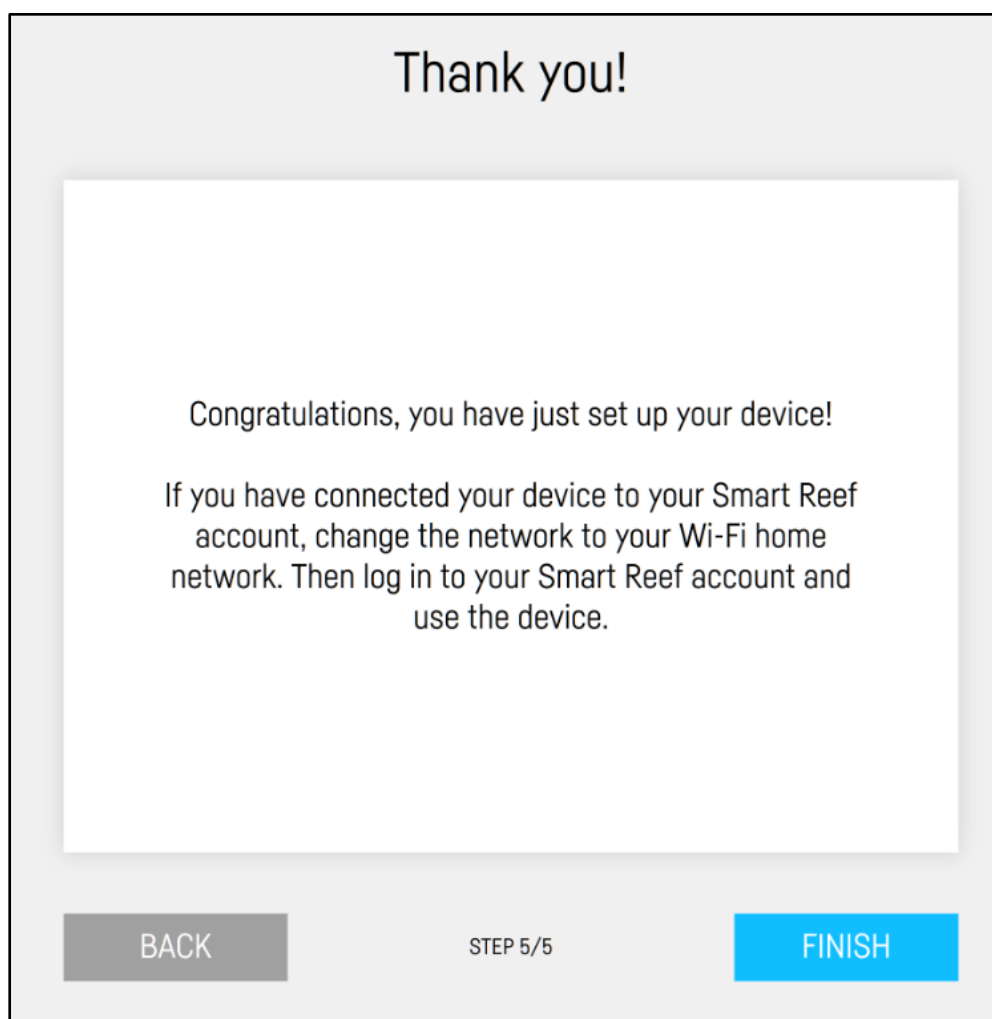 Thank you!
Congratulations, you have just set up your device!
If you have connected your device to your Smart Reef
account, change the network to your Wi-Fi home
network. Then log in to your Smart Reef account and
use the device.
BACK
STEP 5/5
FINISH